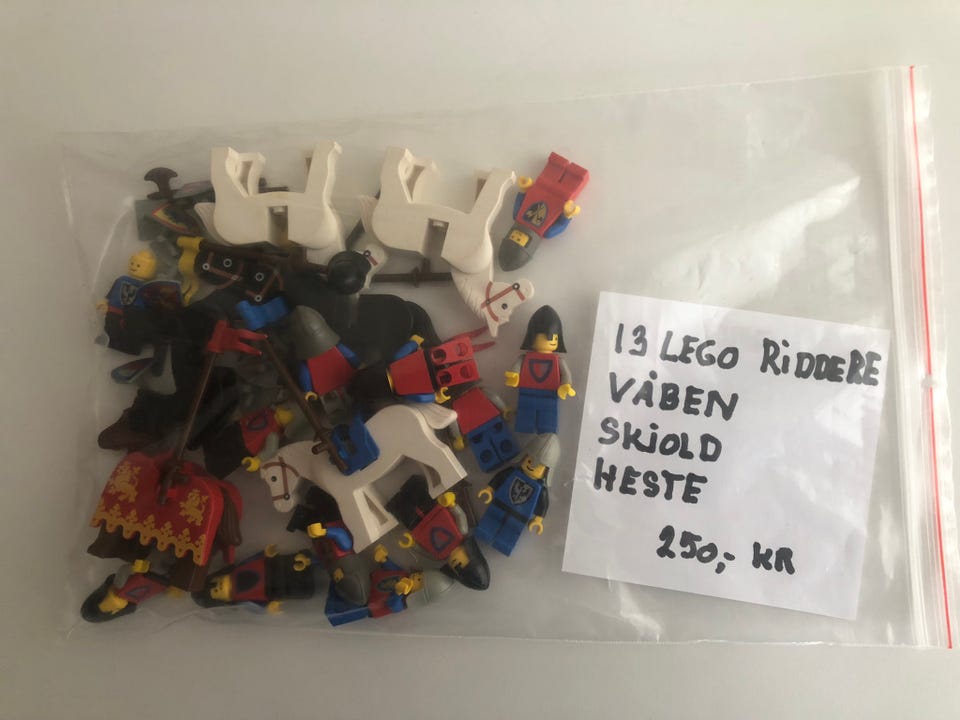 13 LEGO RIDDERE
VÅBEN
SKJOLD
HESTE
250,- KR